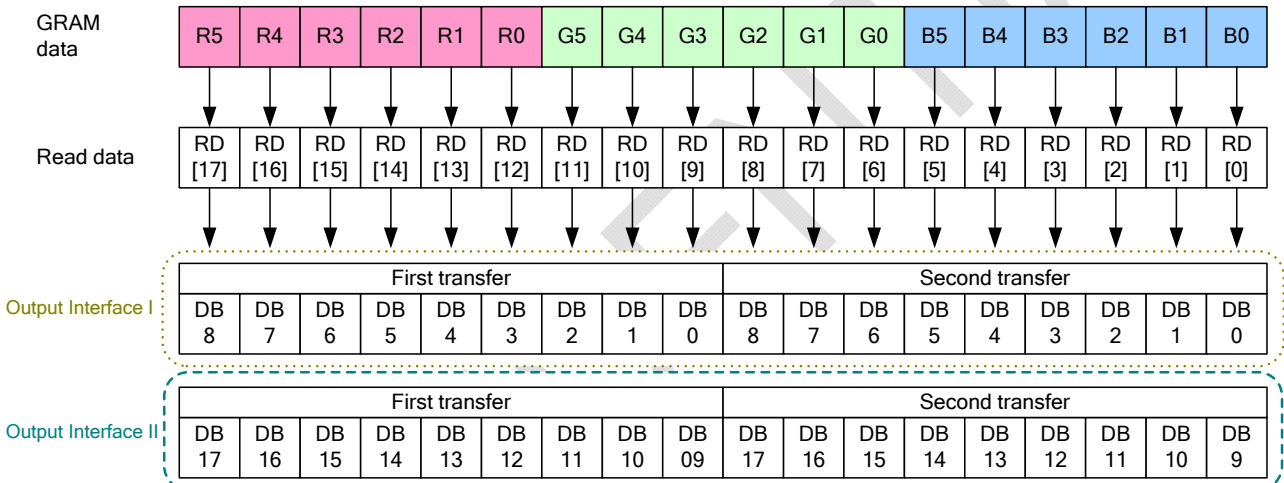 GRAM
data
R5 R4 R3 R2 R1 R0 G5 G4 G3 G2 G1 G0 B5 B4 B3 B2 B1 B0
Read data
RD RD RD RD RD RD RD RD RD RD RD RD RD RD RD RD RD RD
[17] [16] [15] [14] [13] [12] [11] [10] [9] [8] [7] [6] [5] [4] [3] [2] [1] [0]
First transfer Second transfer
Output Interface I
DB DB DB DB DB DB DB DB DB DB DB DB DB DB DB DB DB DB
8 7 6 5 4 3 2 1 0 8 7 6 5 4 3 2 1 0
First transfer Second transfer
Output Interface II
DB DB DB DB DB DB DB DB DB DB DB DB DB DB DB DB DB DB
17 16 15 14 13 12 11 10 09 17 16 15 14 13 12 11 10 9